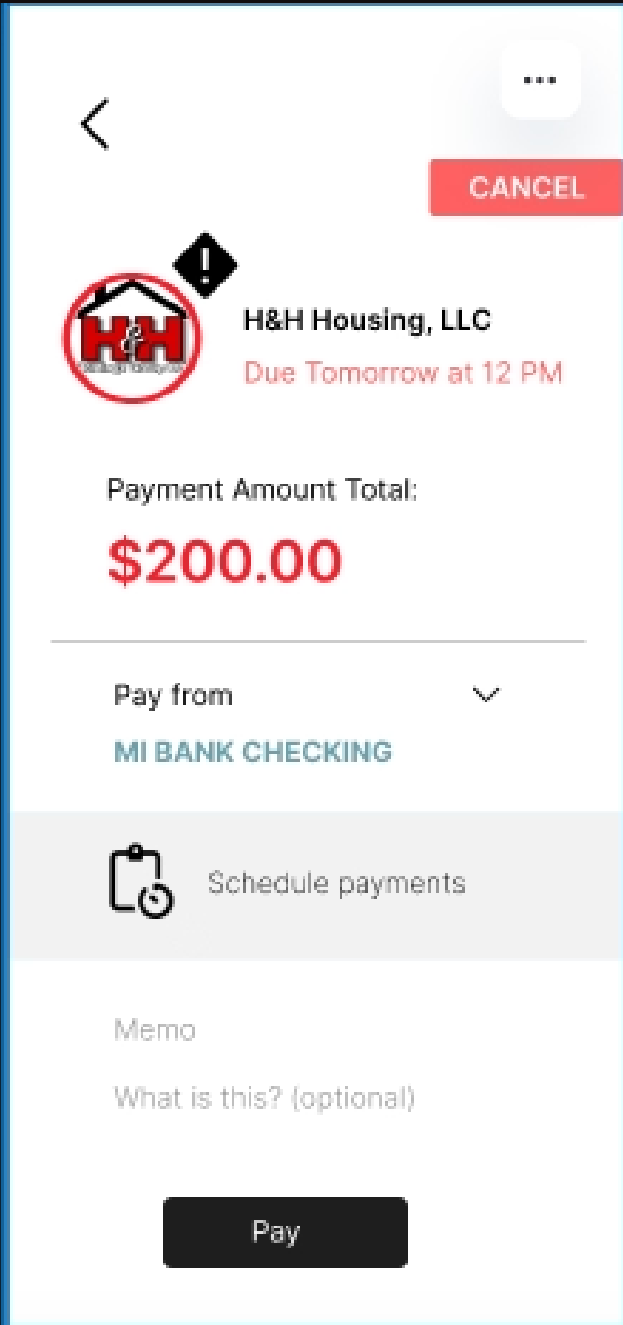 CANCEL
H&H
H&H Housing, LLC
Due Tomorrow at 12 PM
Payment Amount Total:
$200.00
Pay from
MI BANK CHECKING
Schedule payments
Memo
What is this? (optional)
Pay